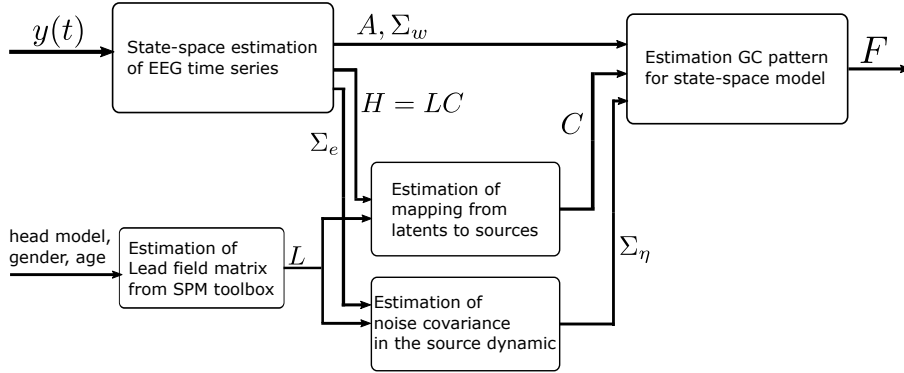 y(t)
State-space estimation
of EEG time series
A, Σ_w
Estimation GC pattern
for state-space model
F
H = LC
Σ_e
C
Estimation of
mapping from
latents to sources
head model,
gender, age
Estimation of
Lead field matrix
from SPM toolbox
L
Σ_η
Estimation of
noise covariance
in the source dynamic